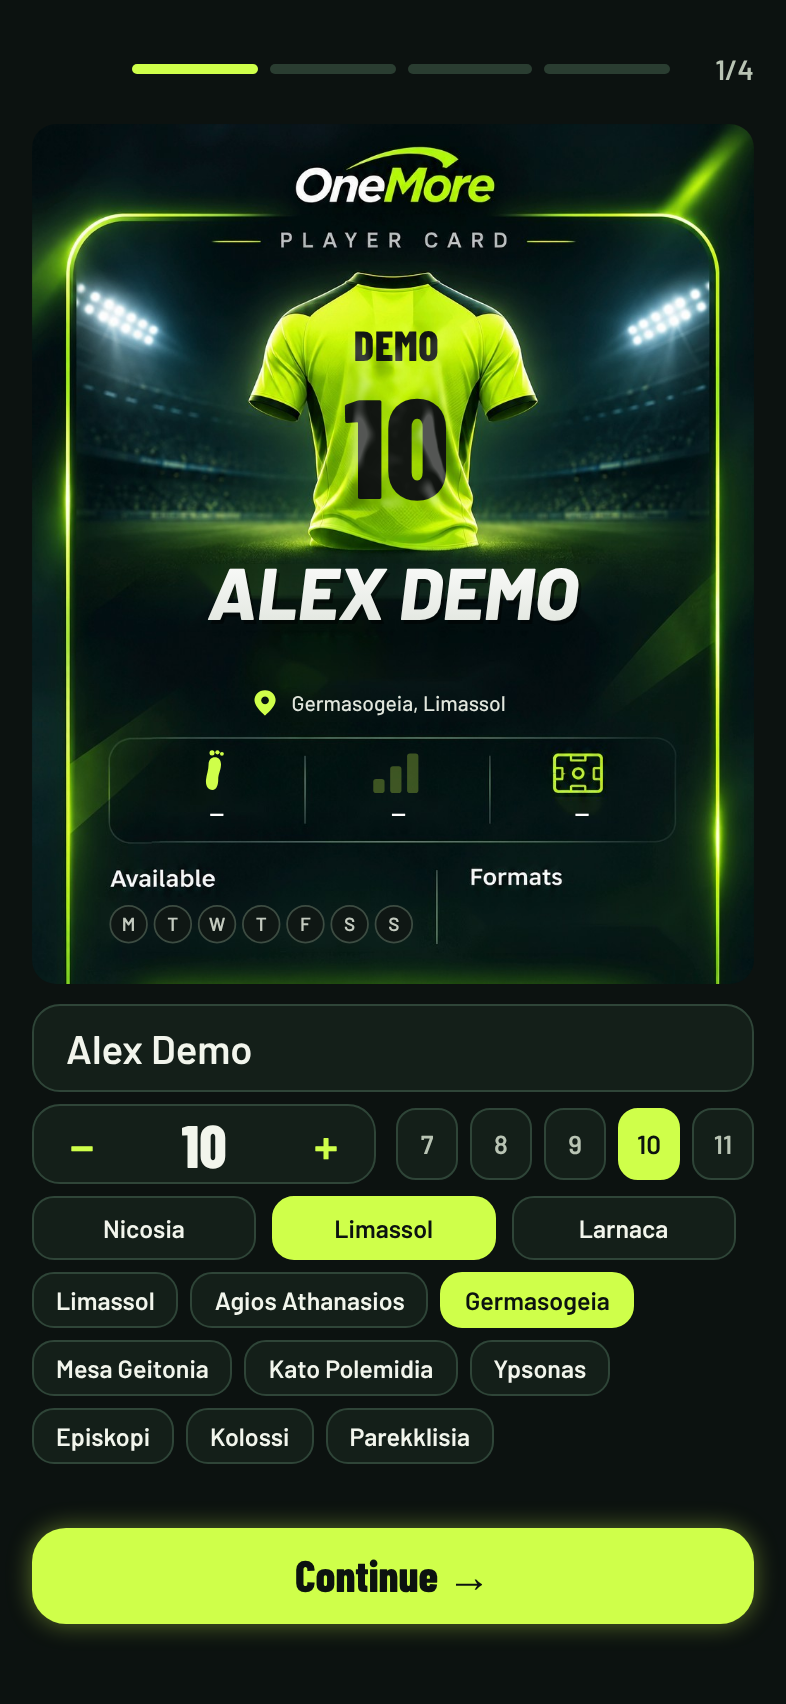 1/4
OneMore
PLAYER CARD
DEMO
10
ALEX DEMO
Germasogeia, Limassol
– – –
Available Formats
M T W T F S S
Alex Demo
− 10 + 7 8 9 10 11
Nicosia Limassol Larnaca
Limassol Agios Athanasios Germasogeia
Mesa Geitonia Kato Polemidia Ypsonas
Episkopi Kolossi Parekklisia
Continue →